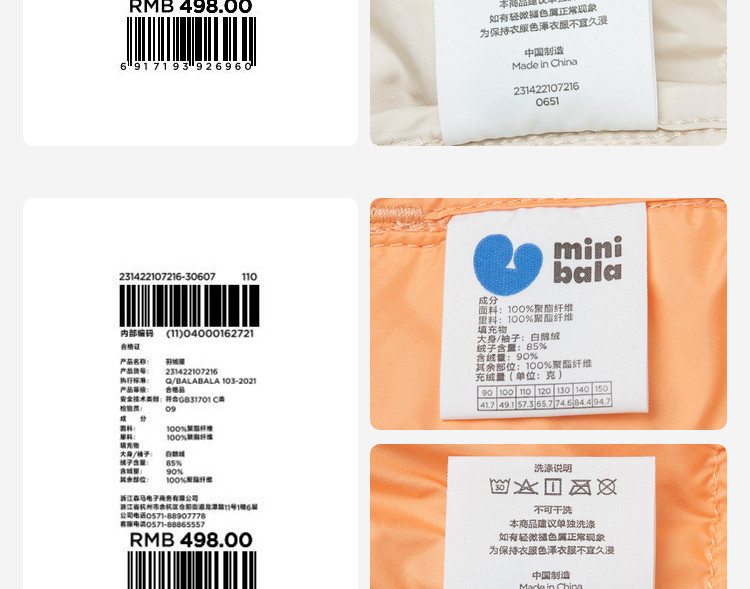 RMB 498.00
6 917193 926960
如有轻微褪色属正常现象
为保持衣服色泽衣服不宜久浸
中国制造
Made in China
231422107216
0651
231422107216-30607 110
内部编码 (11)04000162721
合格证
产品名称： 羽绒服
产品货号： 231422107216
执行标准： Q/BALABALA 103-2021
产品等级： 合格品
安全技术类别：符合GB31701 C类
检验员： 09
成 分
面料： 100%聚酯纤维
里料： 100%聚酯纤维
填充物
大身/袖子： 白鹅绒
绒子含量： 85%
含绒量： 90%
其余部位： 100%聚酯纤维
浙江森马电子商务有限公司
公司电话0571-88907778
客服电话0571-88865557
RMB 498.00
mini
bala
成分
面料：100%聚酯纤维
里料：100%聚酯纤维
填充物
大身/袖子：白鹅绒
绒子含量：85%
含绒量：90%
其余部位：100%聚酯纤维
充绒量（单位：克）
90 100 110 120 130 140 150
41.7 49.1 57.3 65.7 74.6 84.4 94.7
洗涤说明
30
不可干洗
本商品建议单独洗涤
如有轻微褪色属正常现象
为保持衣服色泽衣服不宜久浸
中国制造
Made in China